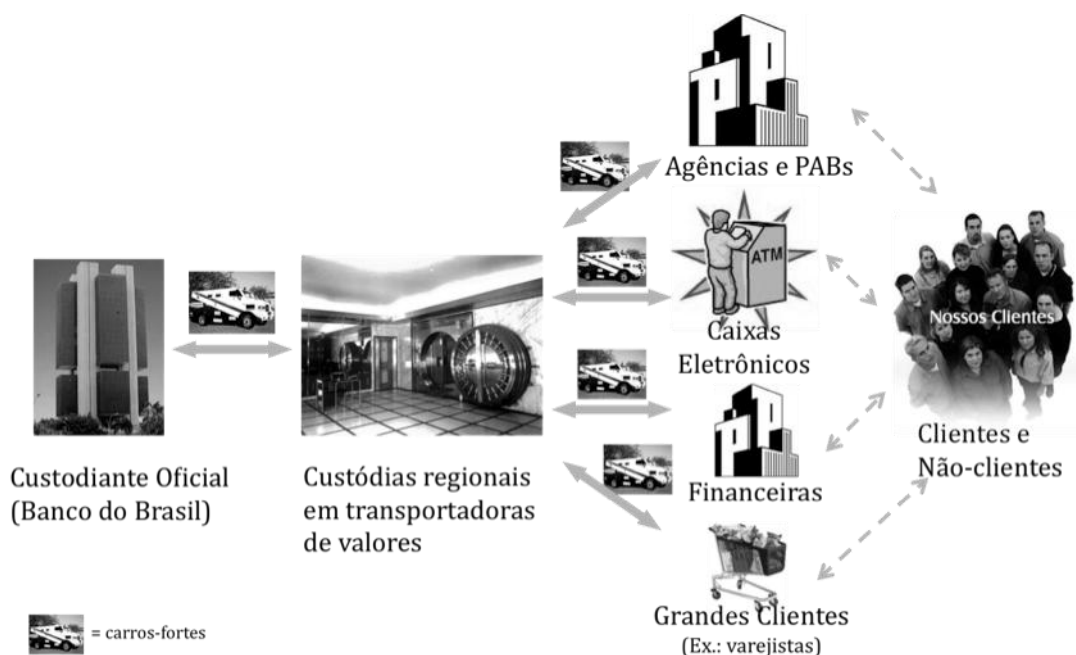 Agências e PABs
ATM
Caixas
Eletrônicos
Nossos Clientes
Custodiante Oficial
(Banco do Brasil)
Custódias regionais
em transportadoras
de valores
Financeiras
Clientes e
Não-clientes
Grandes Clientes
(Ex.: varejistas)
= carros-fortes